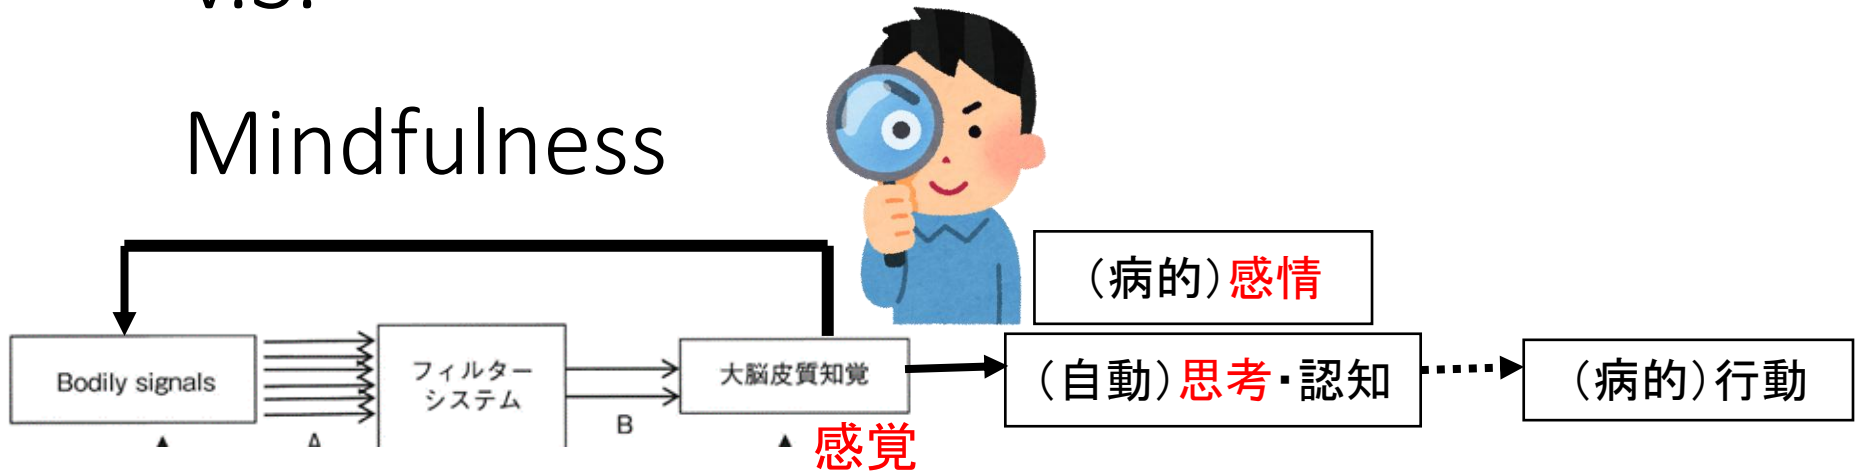 v.s.
Mindfulness
（病的）感情
Bodily signals
フィルター
システム
大脳皮質知覚
（自動）思考・認知
（病的）行動
A
B
感覚